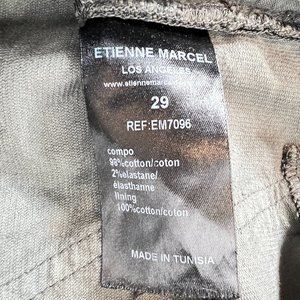 ETIENNE MARCEL
LOS ANGELES
www.etiennemarcel
29
REF:EM7096
compo
98%cotton/coton
2%elastane/
élasthanne
lining
100%cotton/coton
MADE IN TUNISIA